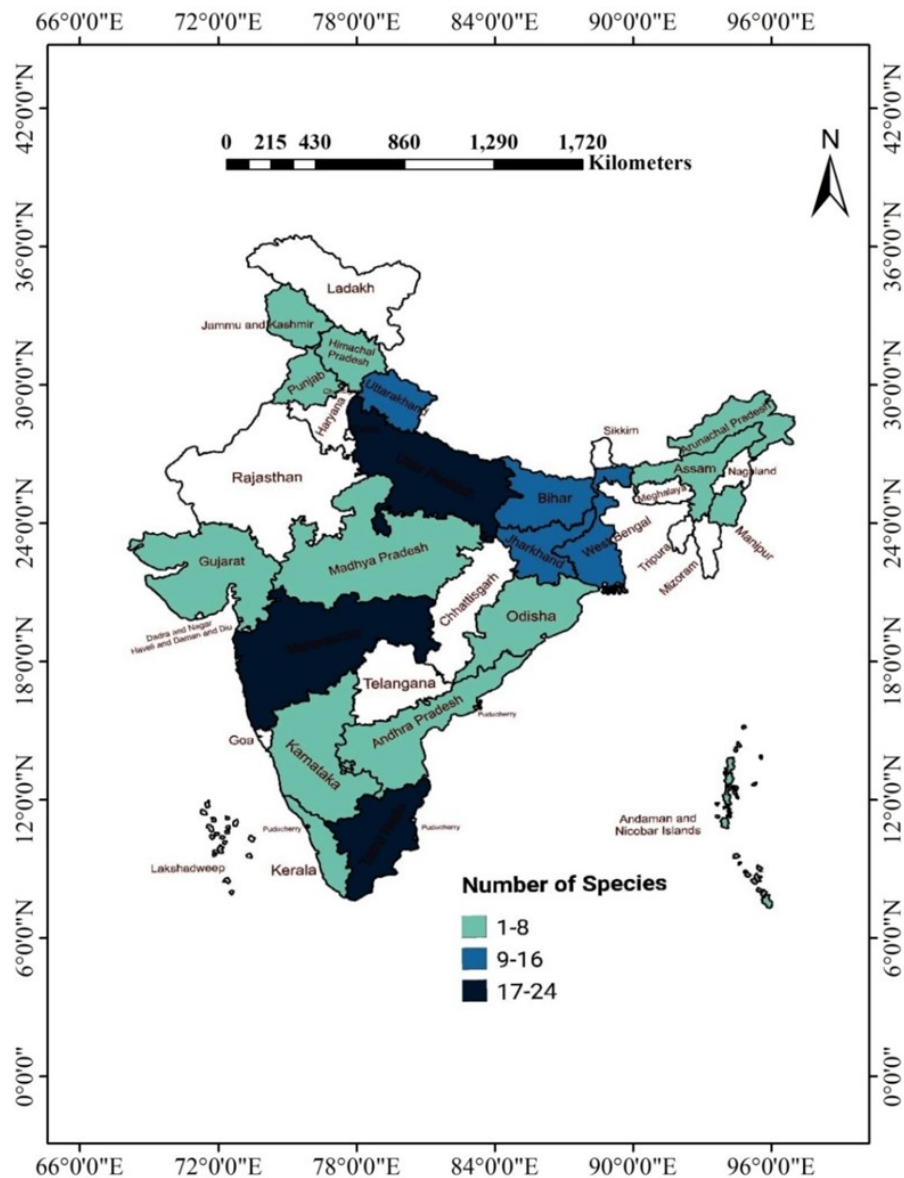 66°0'0"E 72°0'0"E 78°0'0"E 84°0'0"E 90°0'0"E 96°0'0"E
42°0'0"N 42°0'0"N
0 215 430 860 1,290 1,720
Kilometers
N
36°0'0"N 36°0'0"N
Ladakh
Jammu and Kashmir
Himachal
Pradesh
30°0'0"N 30°0'0"N
Punjab
Uttarakhand
Haryana
Sikkim
Arunachal Pradesh
Rajasthan
Uttar Pradesh
Bihar
Assam
Nagaland
Meghalaya
24°0'0"N 24°0'0"N
Gujarat
Madhya Pradesh
Jharkhand
West Bengal
Tripura
Mizoram
Manipur
Chhattisgarh
Odisha
Dadra and Nagar
Haveli and Daman and Diu
Maharashtra
18°0'0"N 18°0'0"N
Telangana
Puducherry
Andhra Pradesh
Goa
Karnataka
12°0'0"N 12°0'0"N
Puducherry
Puducherry
Tamil Nadu
Andaman and
Nicobar Islands
Lakshadweep
Kerala
Number of Species
1-8
9-16
17-24
6°0'0"N 6°0'0"N
0°0'0" 0°0'0"
66°0'0"E 72°0'0"E 78°0'0"E 84°0'0"E 90°0'0"E 96°0'0"E